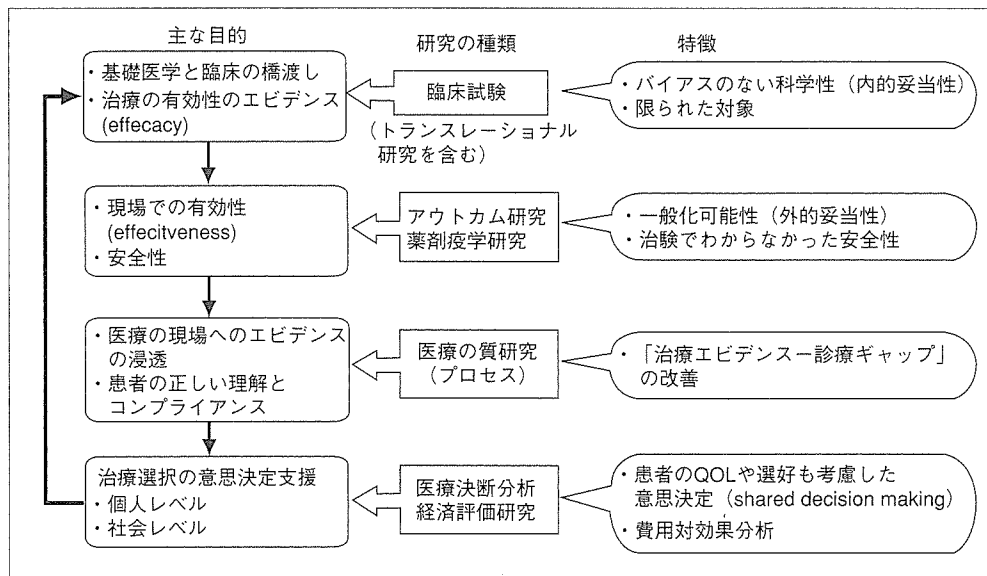 主な目的
研究の種類
特徴
・基礎医学と臨床の橋渡し
・治療の有効性のエビデンス
(effecacy)
臨床試験
(トランスレーショナル
研究を含む)
・バイアスのない科学性（内的妥当性）
・限られた対象
・現場での有効性
(effecitveness)
・安全性
アウトカム研究
薬剤疫学研究
・一般化可能性（外的妥当性）
・治験でわからなかった安全性
・医療の現場へのエビデンス
の浸透
・患者の正しい理解と
コンプライアンス
医療の質研究
(プロセス)
・「治療エビデンスー診療ギャップ」
の改善
治療選択の意思決定支援
・個人レベル
・社会レベル
医療決断分析
経済評価研究
・患者のQOLや選好も考慮した
意思決定（shared decision making）
・費用対効果分析